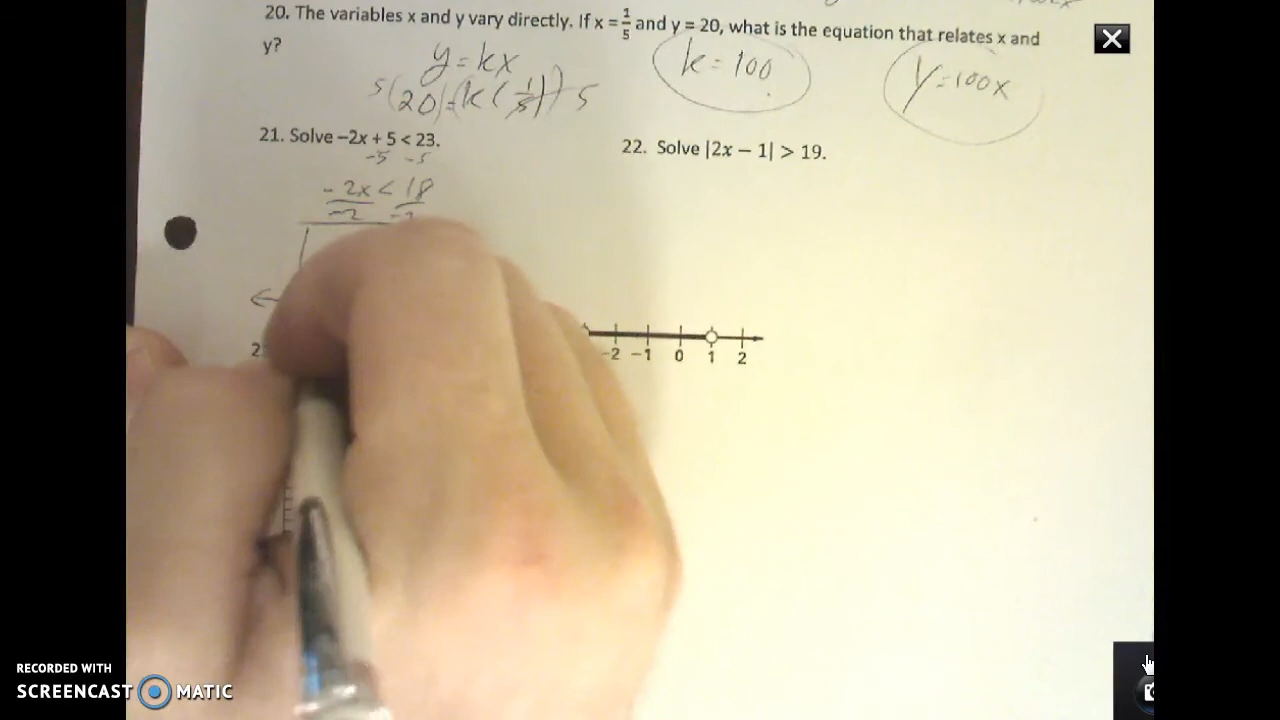 20. The variables x and y vary directly. If x = 1/5 and y = 20, what is the equation that relates x and
y?
y = kx
k = 100
y = 100x
5(20) = (k(1/5))5
21. Solve −2x + 5 < 23.
22. Solve |2x − 1| > 19.
-5 -5
-2x < 18
-2 -2
-2 -1 0 1 2
RECORDED WITH
SCREENCAST MATIC